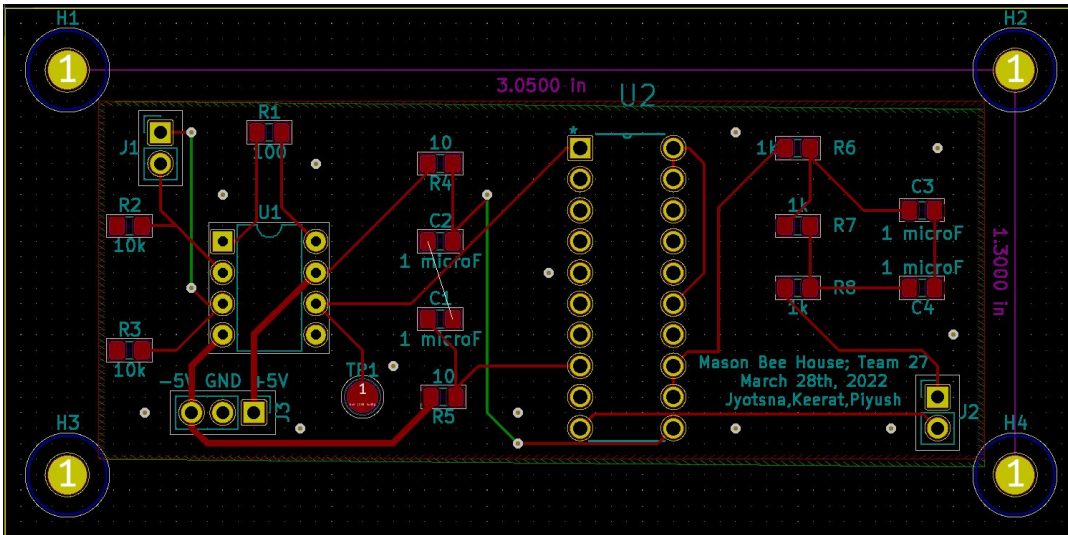 H1
H2
1
1
3.0500 in
U2
R1
100
J1
*
10
R4
1k
R6
R2
10k
U1
C2
1 microF
1k
R7
C3
1 microF
1.3000 in
C1
1 microF
1 microF
C4
R8
1k
R3
10k
-5V GND +5V
J3
TP1
1
10
R5
Mason Bee House; Team 27
March 28th, 2022
Jyotsna,Keerat,Piyush
J2
H3
H4
1
1